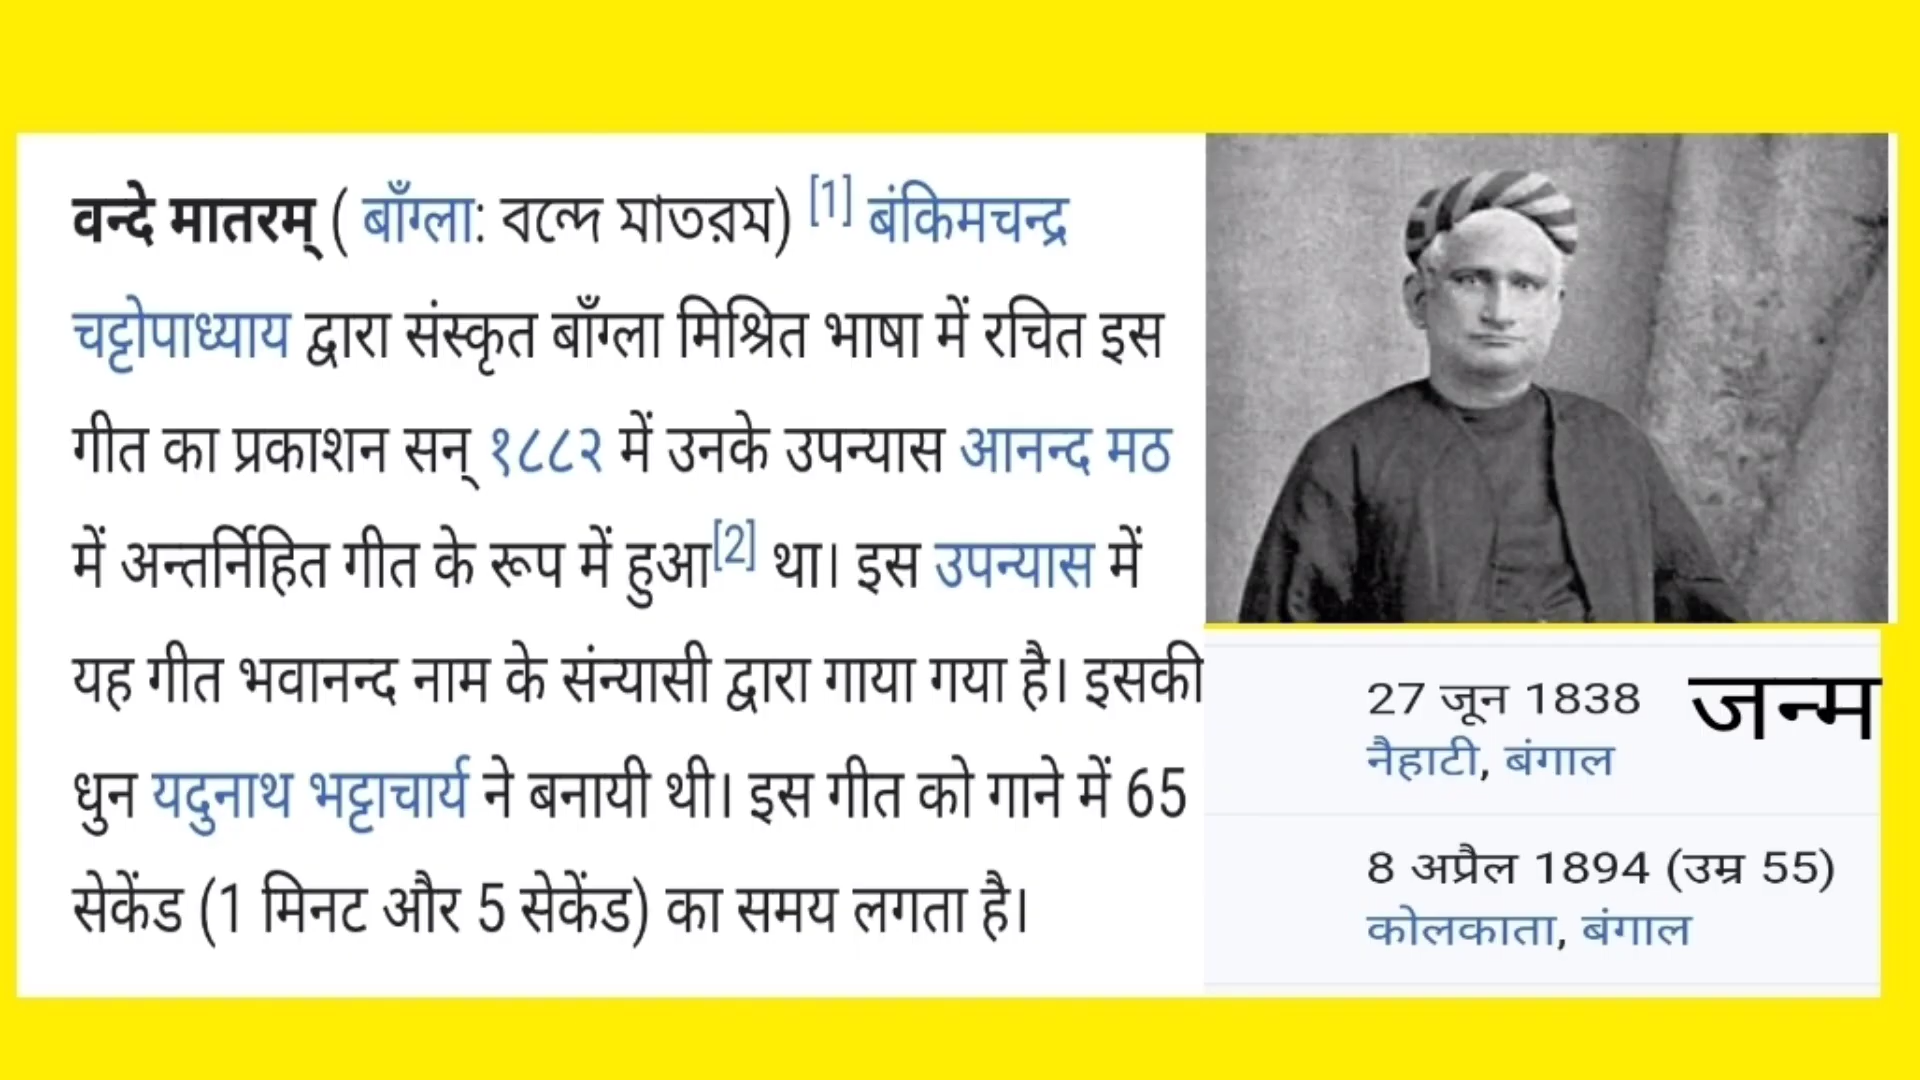 वन्दे मातरम् ( बाँग्ला: বন্দে মাতরম) [1] बंकिमचन्द्र
चट्टोपाध्याय द्वारा संस्कृत बाँग्ला मिश्रित भाषा में रचित इस
गीत का प्रकाशन सन् १८८२ में उनके उपन्यास आनन्द मठ
में अन्तर्निहित गीत के रूप में हुआ[2] था। इस उपन्यास में
यह गीत भवानन्द नाम के संन्यासी द्वारा गाया गया है। इसकी
धुन यदुनाथ भट्टाचार्य ने बनायी थी। इस गीत को गाने में 65
सेकेंड (1 मिनट और 5 सेकेंड) का समय लगता है।
27 जून 1838 जन्म
नैहाटी, बंगाल
8 अप्रैल 1894 (उम्र 55)
कोलकाता, बंगाल